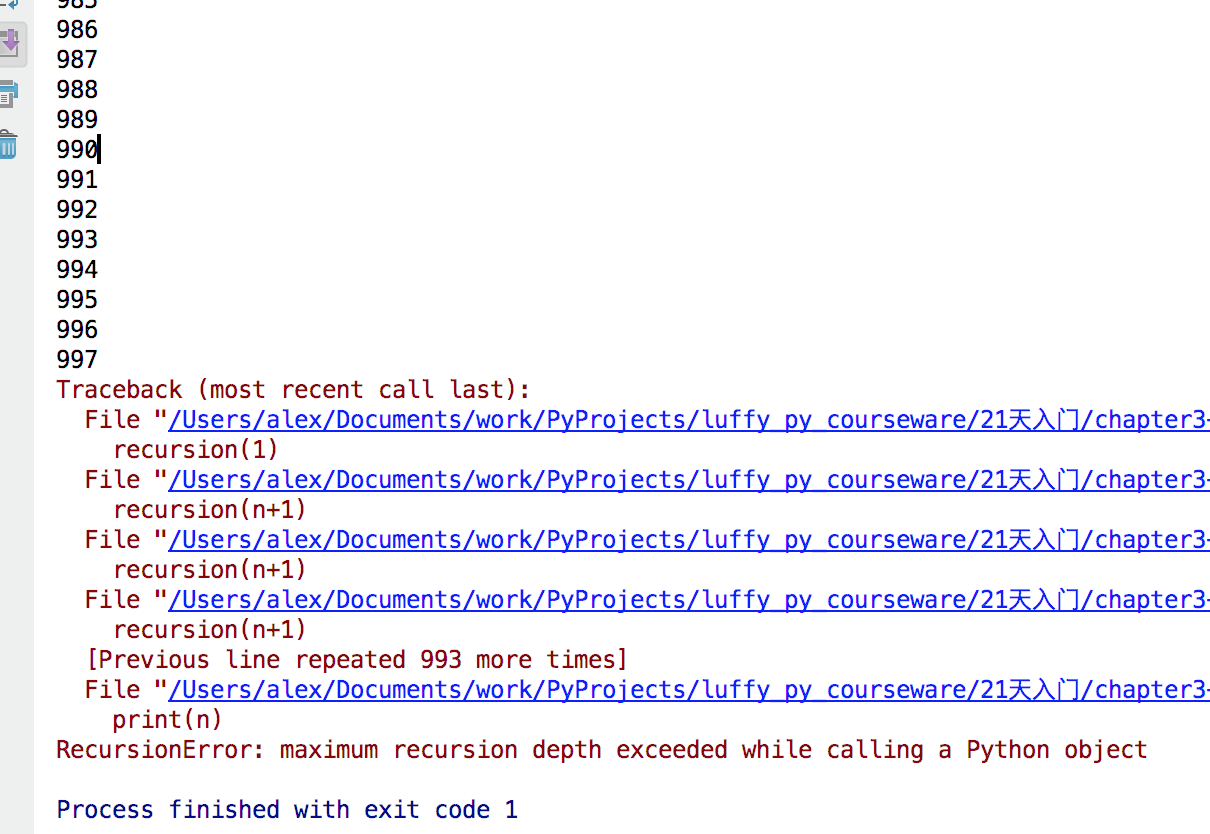 985
986
987
988
989
990
991
992
993
994
995
996
997
Traceback (most recent call last):
  File "/Users/alex/Documents/work/PyProjects/luffy_py_courseware/21天入门/chapter3-
    recursion(1)
  File "/Users/alex/Documents/work/PyProjects/luffy_py_courseware/21天入门/chapter3-
    recursion(n+1)
  File "/Users/alex/Documents/work/PyProjects/luffy_py_courseware/21天入门/chapter3-
    recursion(n+1)
  File "/Users/alex/Documents/work/PyProjects/luffy_py_courseware/21天入门/chapter3-
    recursion(n+1)
  [Previous line repeated 993 more times]
  File "/Users/alex/Documents/work/PyProjects/luffy_py_courseware/21天入门/chapter3-
    print(n)
RecursionError: maximum recursion depth exceeded while calling a Python object
Process finished with exit code 1